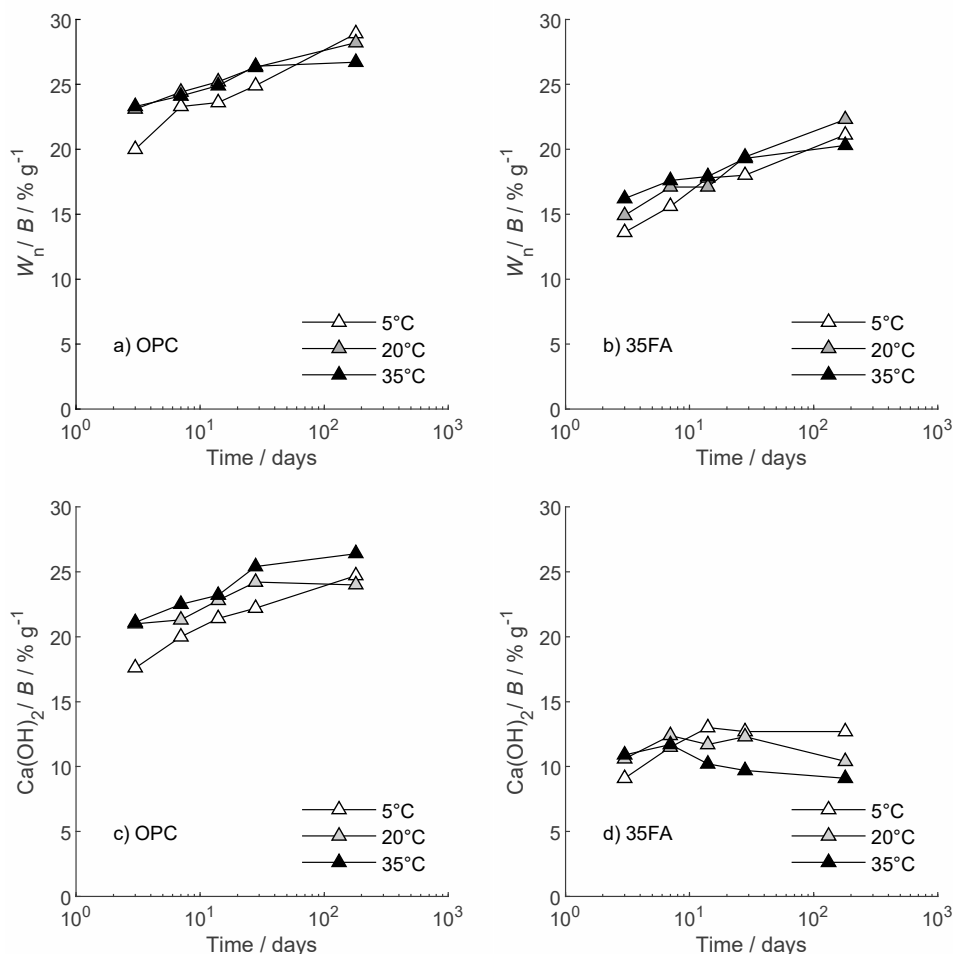 30
25
20
15
10
5
0
W_n / B / % g^-1
a) OPC
5°C
20°C
35°C
10^0 10^1 10^2 10^3
Time / days
30
25
20
15
10
5
0
W_n / B / % g^-1
b) 35FA
5°C
20°C
35°C
10^0 10^1 10^2 10^3
Time / days
30
25
20
15
10
5
0
Ca(OH)_2 / B / % g^-1
c) OPC
5°C
20°C
35°C
10^0 10^1 10^2 10^3
Time / days
30
25
20
15
10
5
0
Ca(OH)_2 / B / % g^-1
d) 35FA
5°C
20°C
35°C
10^0 10^1 10^2 10^3
Time / days